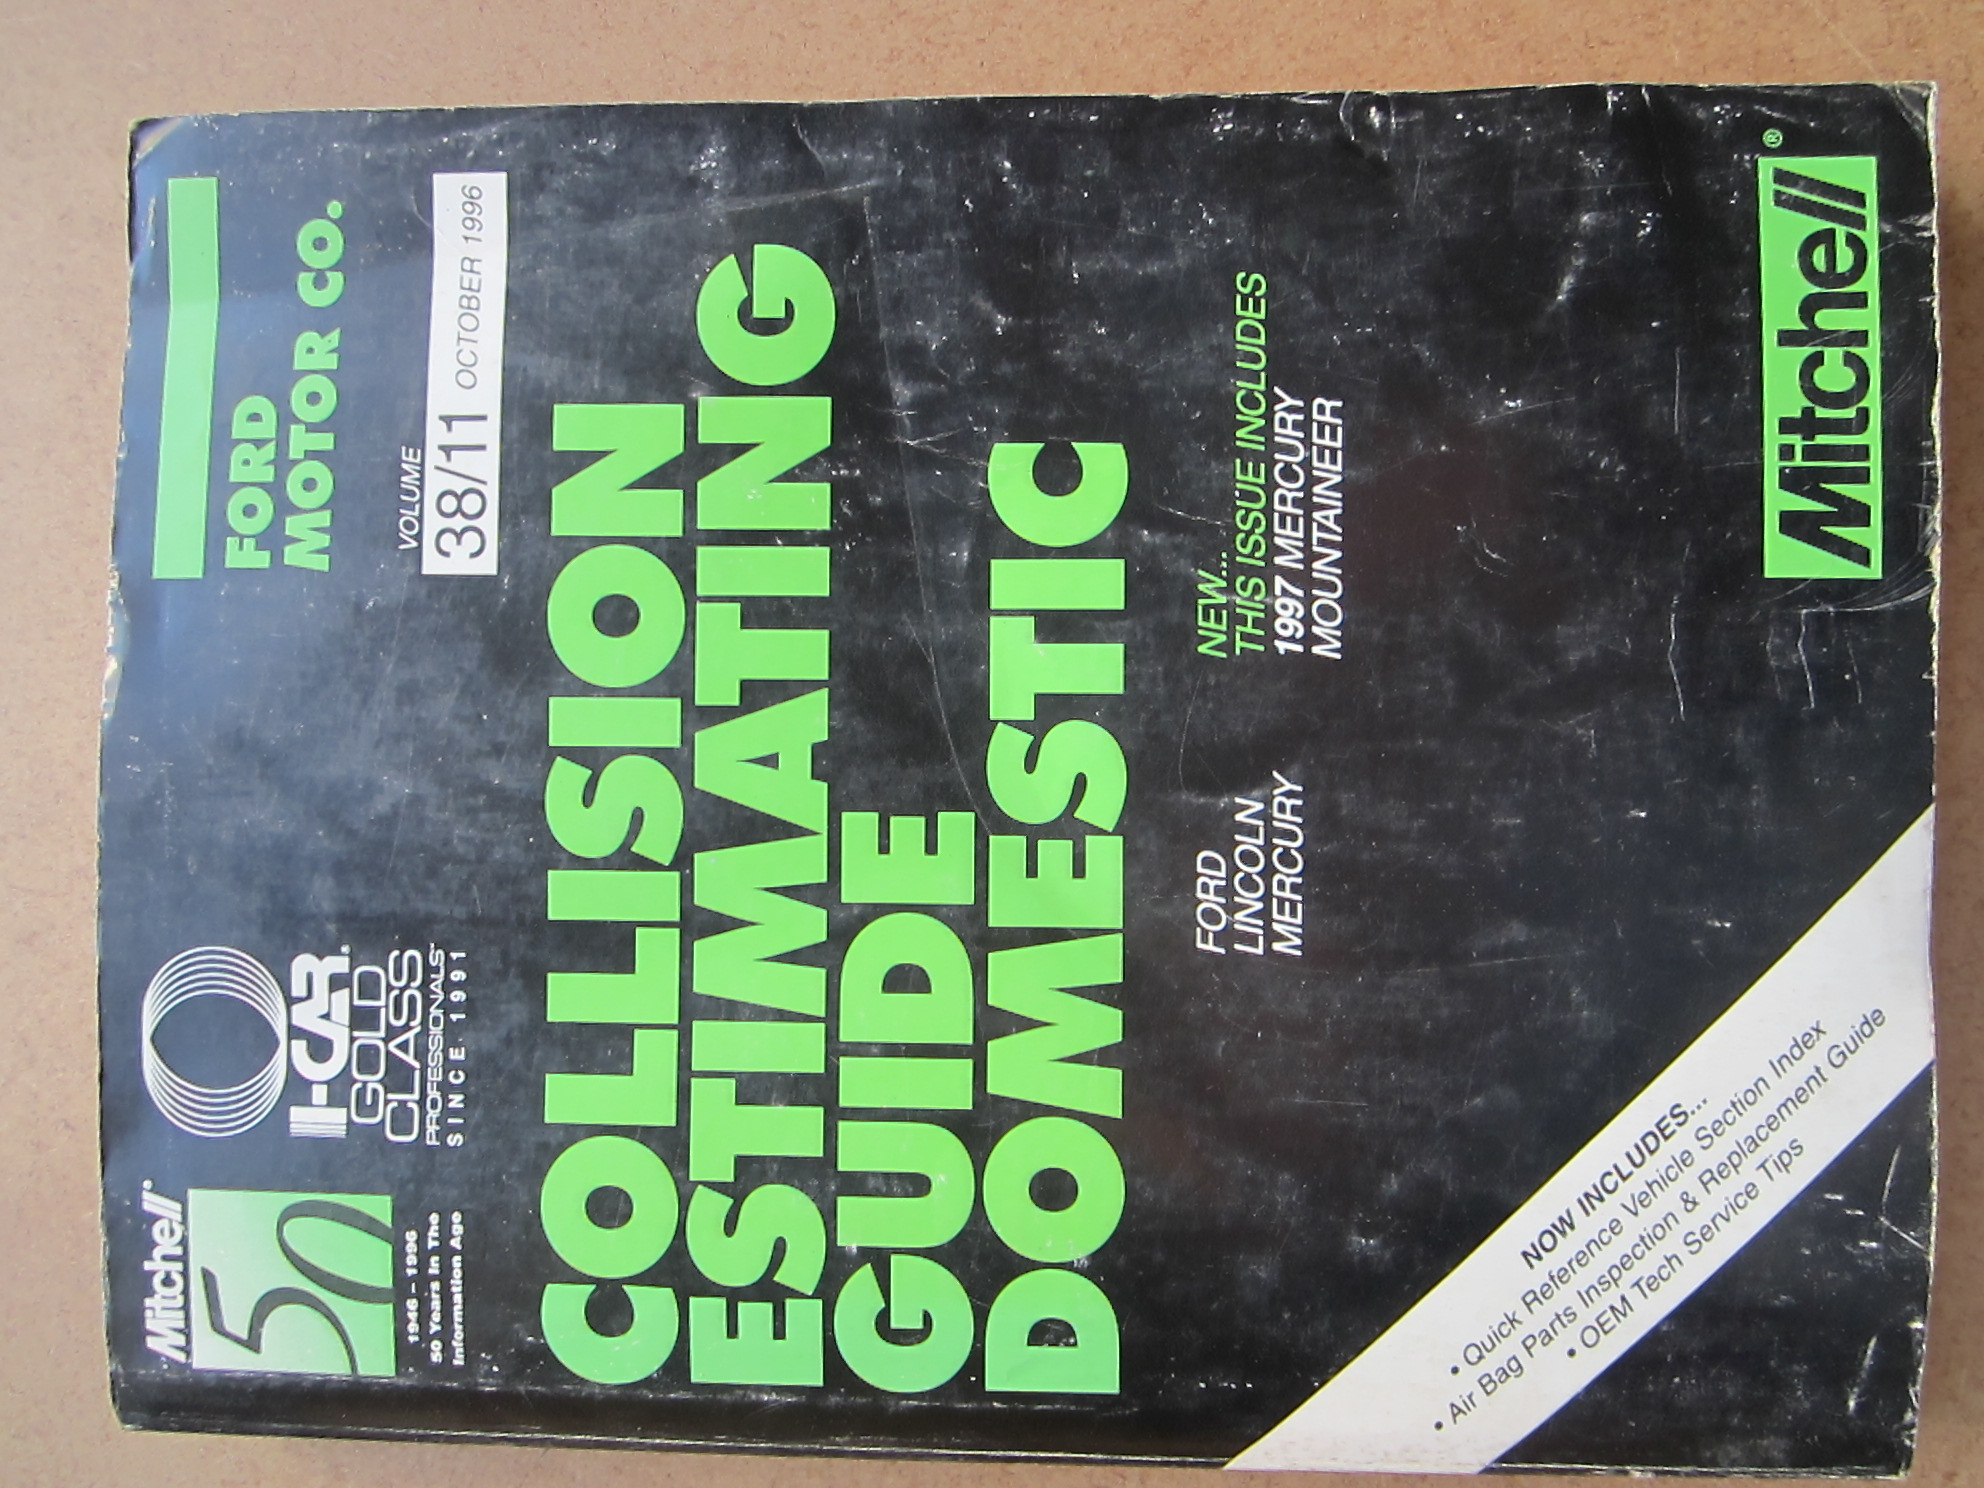 Mitchell®
50
1946 – 1996
50 Years In The
Information Age
I-CAR®
GOLD
CLASS
PROFESSIONALS™
SINCE 1991
FORD
MOTOR CO.
VOLUME
38/11 OCTOBER 1996
COLLISION
ESTIMATING
GUIDE
DOMESTIC
FORD
LINCOLN
MERCURY
NEW...
THIS ISSUE INCLUDES
1997 MERCURY
MOUNTAINEER
NOW INCLUDES...
• Quick Reference Vehicle Section Index
• Air Bag Parts Inspection & Replacement Guide
• OEM Tech Service Tips
Mitchell®